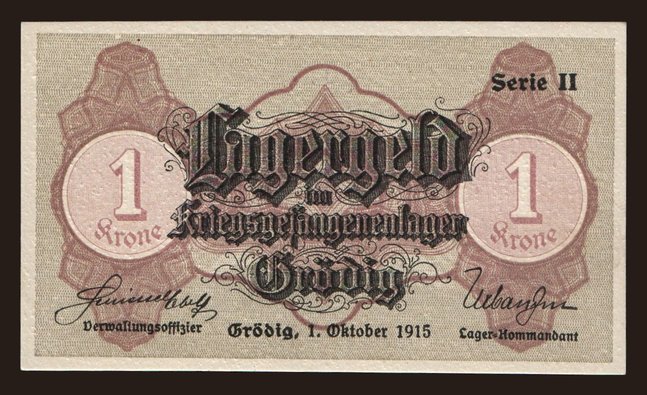 Serie II
Lagergeld
im
Kriegsgefangenenlager
Grödig
1
Krone
1
Krone
Verwaltungsoffizier
Grödig, 1. Oktober 1915
Lager-Kommandant